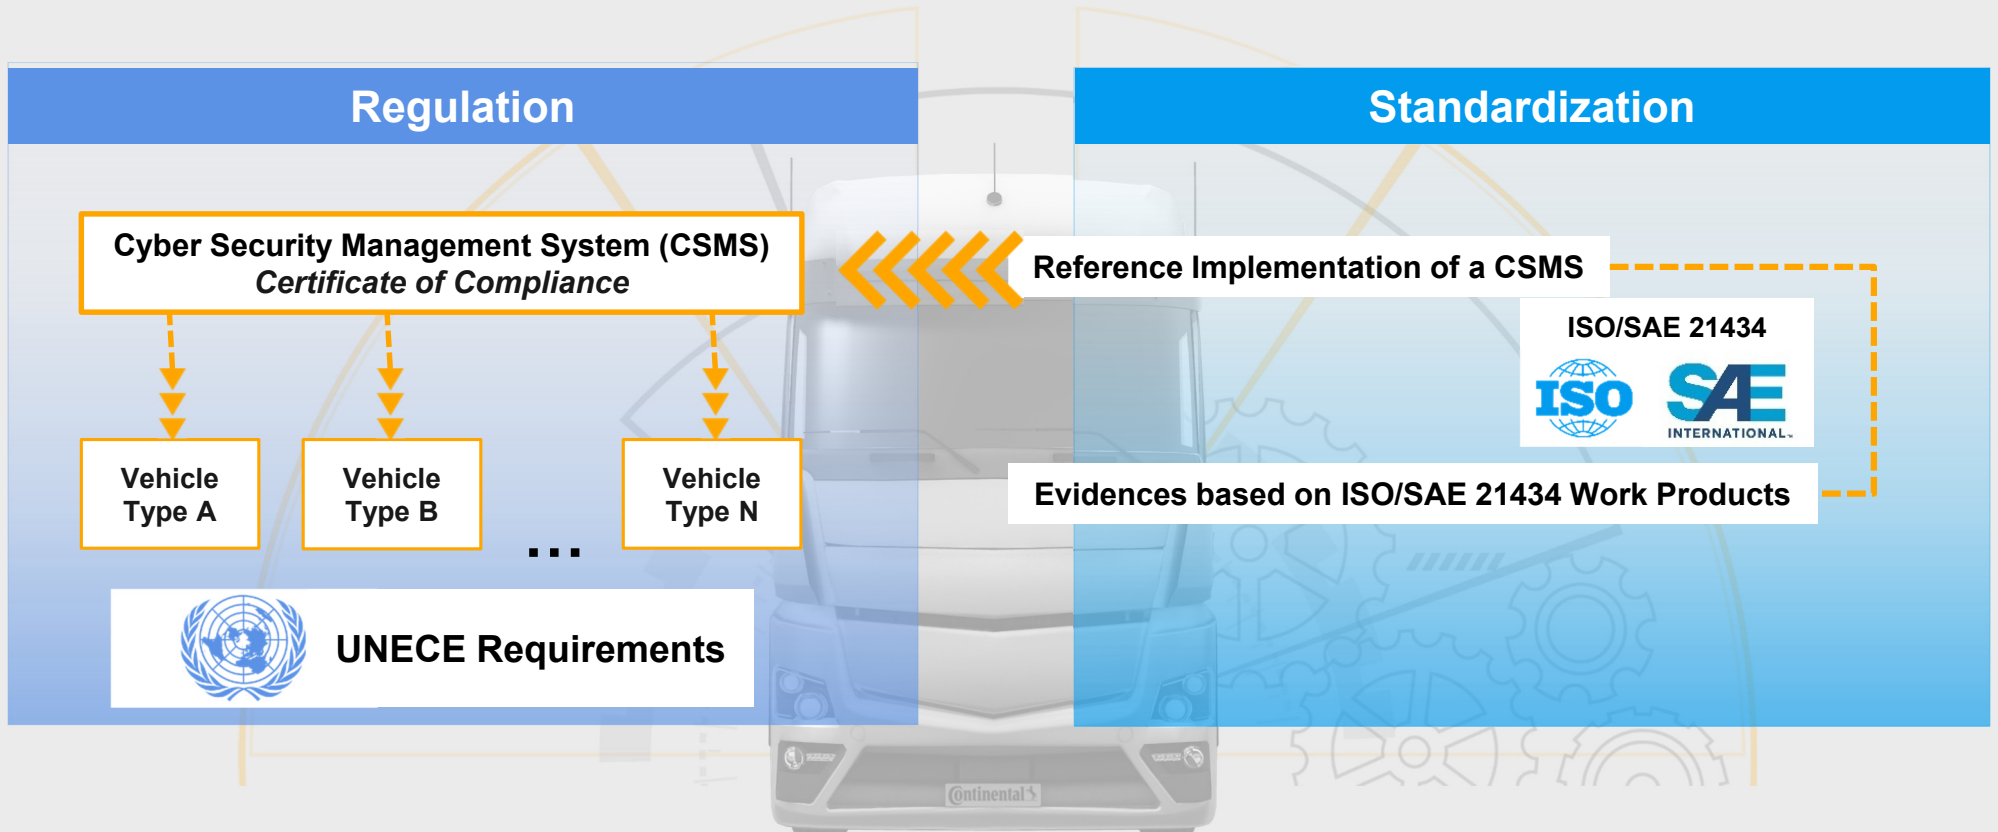 Regulation
Cyber Security Management System (CSMS)
Certificate of Compliance
Vehicle
Type A
Vehicle
Type B
...
Vehicle
Type N
UNECE Requirements
Standardization
Reference Implementation of a CSMS
ISO/SAE 21434
ISO
SAE
INTERNATIONAL™
Evidences based on ISO/SAE 21434 Work Products
Continental